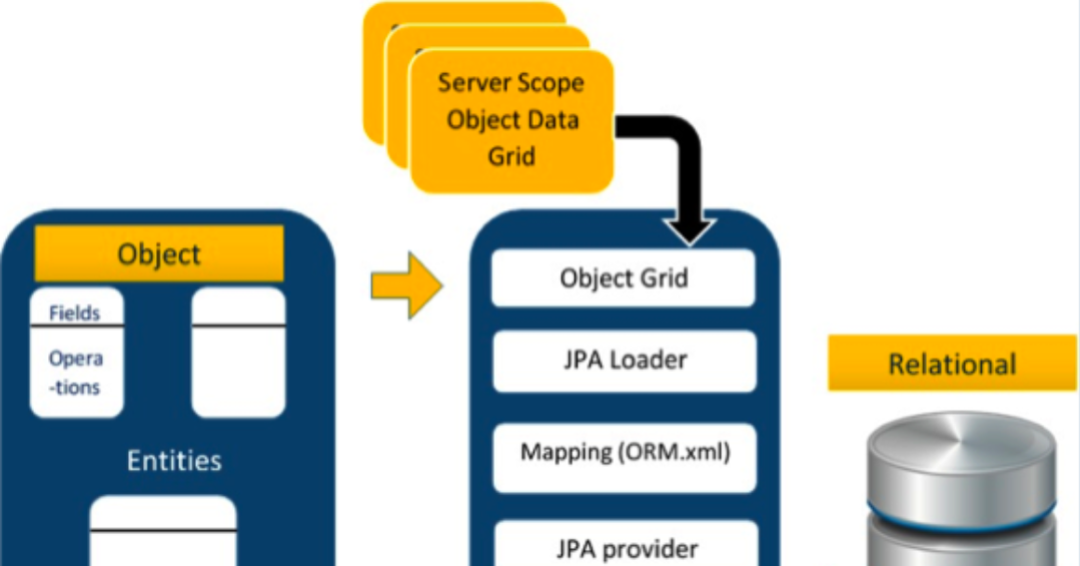 Server Scope
Object Data
Grid
Object
Fields
Opera
-tions
Entities
Object Grid
JPA Loader
Mapping (ORM.xml)
JPA provider
Relational